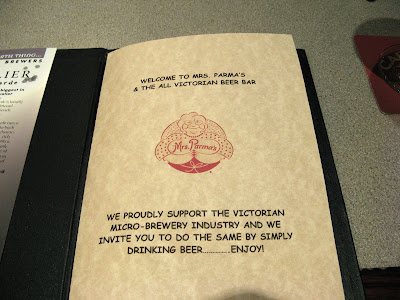 WELCOME TO MRS. PARMA'S
& THE ALL VICTORIAN BEER BAR
Mrs. Parma's
WE PROUDLY SUPPORT THE VICTORIAN
MICRO-BREWERY INDUSTRY AND WE
INVITE YOU TO DO THE SAME BY SIMPLY
DRINKING BEER..............ENJOY!
BREWERS